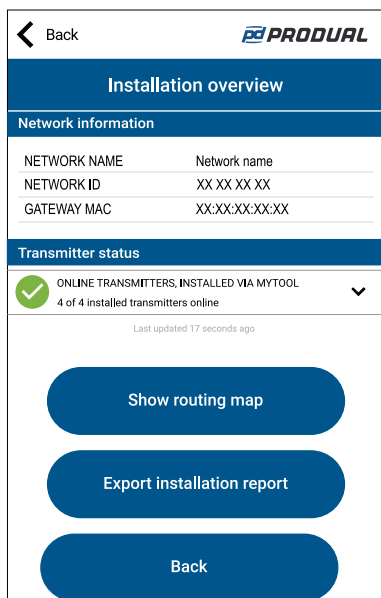 Back
PRODUAL
Installation overview
Network information
NETWORK NAME Network name
NETWORK ID XX XX XX XX
GATEWAY MAC XX:XX:XX:XX:XX
Transmitter status
ONLINE TRANSMITTERS, INSTALLED VIA MYTOOL
4 of 4 installed transmitters online
Last updated 17 seconds ago
Show routing map
Export installation report
Back